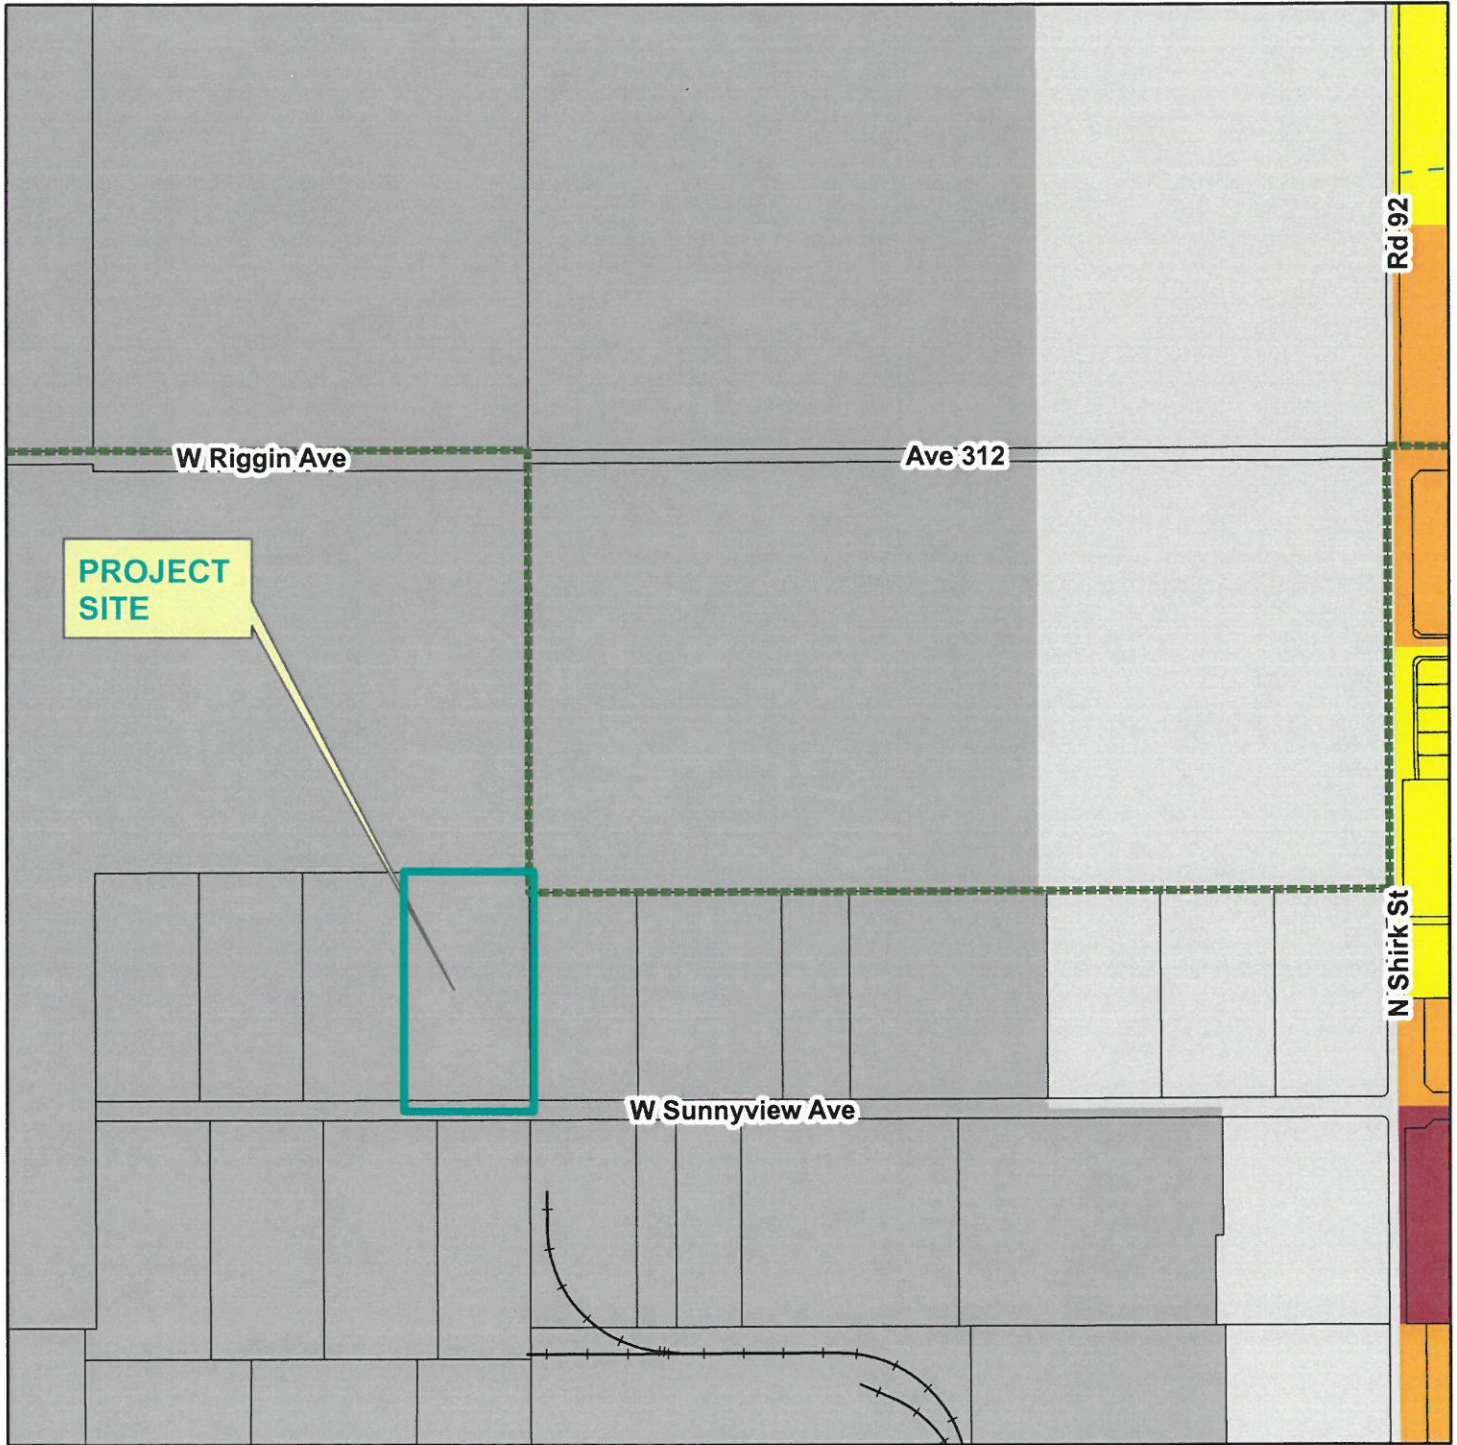 Rd 92
W Riggin Ave
Ave 312
PROJECT
SITE
N Shirk St
W Sunnyview Ave